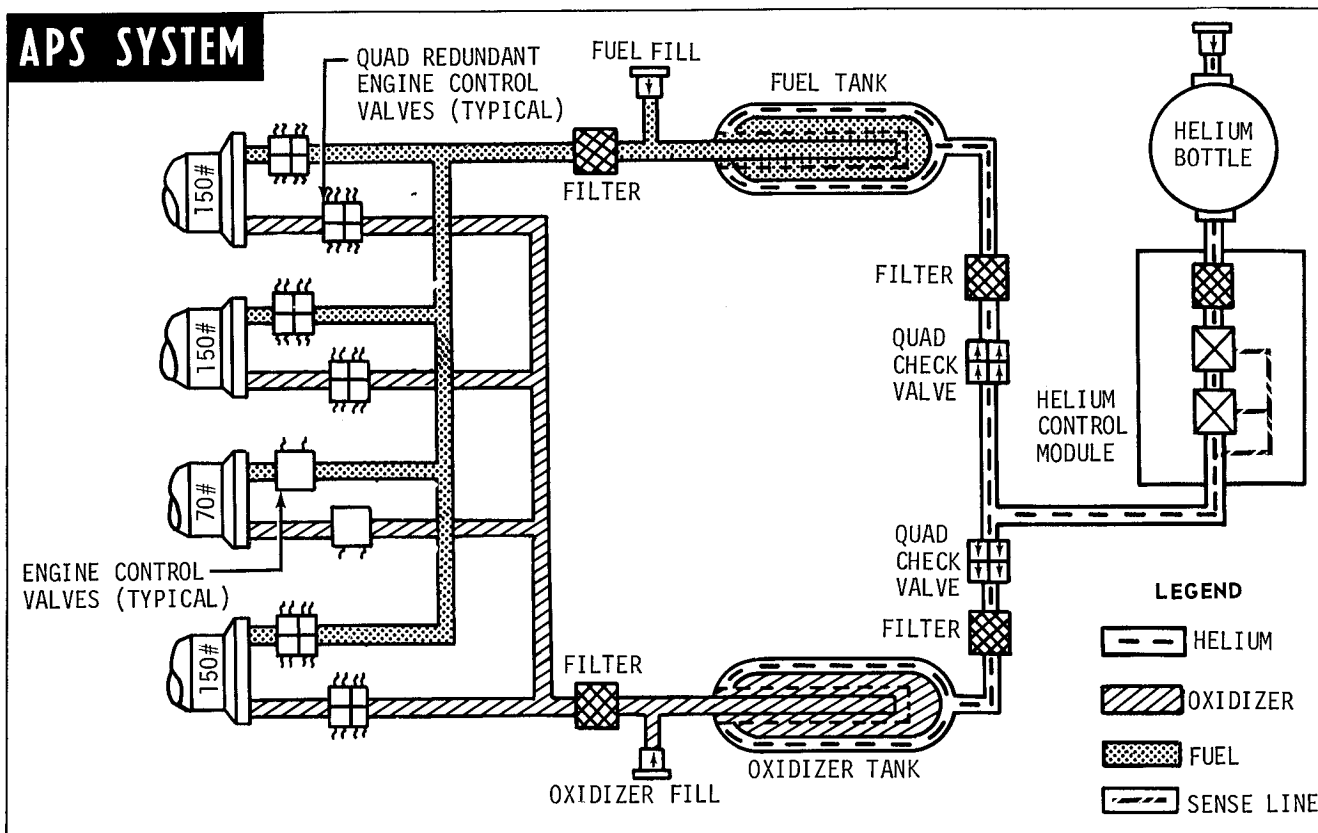 APS SYSTEM
QUAD REDUNDANT
ENGINE CONTROL
VALVES (TYPICAL)
FUEL FILL
FUEL TANK
HELIUM
BOTTLE
FILTER
150#
FILTER
150#
QUAD
CHECK
VALVE
HELIUM
CONTROL
MODULE
70#
ENGINE CONTROL
VALVES (TYPICAL)
QUAD
CHECK
VALVE
FILTER
150#
FILTER
OXIDIZER TANK
OXIDIZER FILL
LEGEND
HELIUM
OXIDIZER
FUEL
SENSE LINE